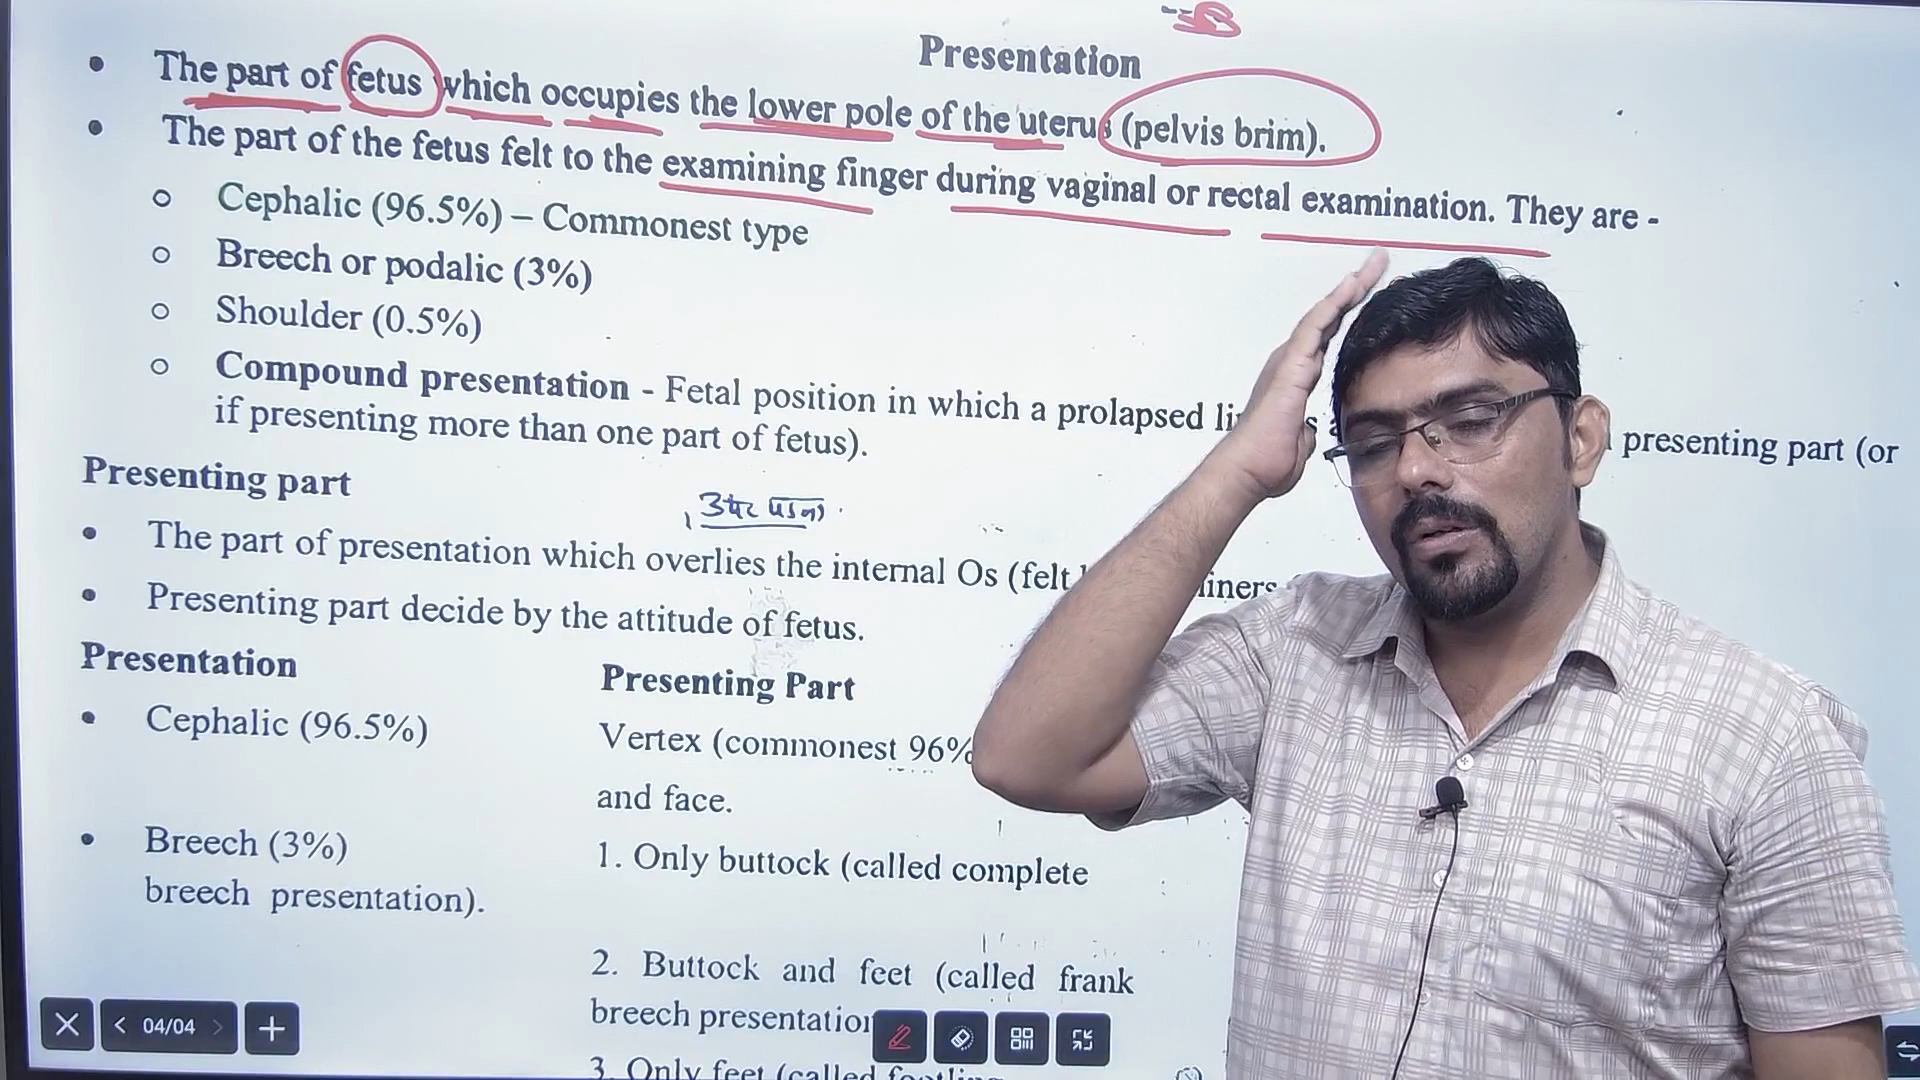 Presentation
• The part of fetus which occupies the lower pole of the uterus (pelvis brim).
• The part of the fetus felt to the examining finger during vaginal or rectal examination. They are -
○ Cephalic (96.5%) – Commonest type
○ Breech or podalic (3%)
○ Shoulder (0.5%)
○ Compound presentation - Fetal position in which a prolapsed presenting part (or
if presenting more than one part of fetus).
Presenting part
• The part of presentation which overlies the internal Os (felt
• Presenting part decide by the attitude of fetus.
Presentation Presenting Part
• Cephalic (96.5%) Vertex (commonest 96%
and face.
• Breech (3%) 1. Only buttock (called complete
breech presentation).
2. Buttock and feet (called frank
breech presentation
3. Only feet (called
04/04